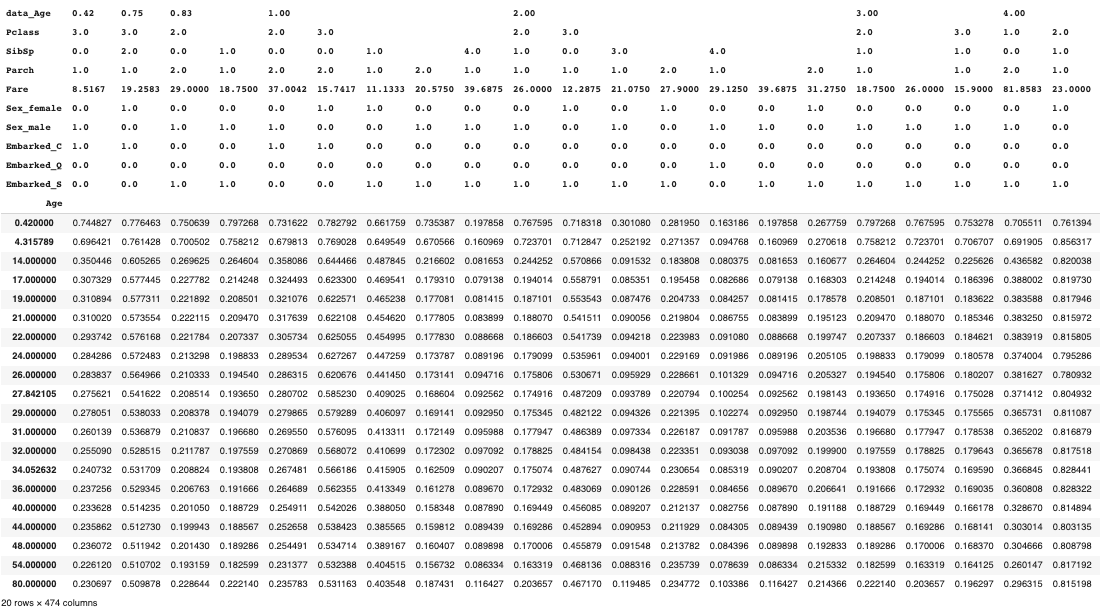 data_Age 0.42 0.75 0.83 1.00 2.00 3.00 4.00
Pclass 3.0 3.0 2.0 2.0 3.0 2.0 3.0 2.0 3.0 1.0 2.0
SibSp 0.0 2.0 0.0 1.0 0.0 0.0 1.0 4.0 1.0 0.0 3.0 4.0 1.0 1.0 0.0 1.0
Parch 1.0 1.0 2.0 1.0 2.0 2.0 1.0 2.0 1.0 1.0 1.0 1.0 2.0 1.0 2.0 1.0 1.0 2.0 1.0
Fare 8.5167 19.2583 29.0000 18.7500 37.0042 15.7417 11.1333 20.5750 39.6875 26.0000 12.2875 21.0750 27.9000 29.1250 39.6875 31.2750 18.7500 26.0000 15.9000 81.8583 23.0000
Sex_female 0.0 1.0 0.0 0.0 0.0 1.0 1.0 0.0 0.0 0.0 1.0 0.0 1.0 0.0 1.0 1.0 0.0 0.0 0.0 0.0 1.0
Sex_male 1.0 0.0 1.0 1.0 1.0 0.0 0.0 1.0 1.0 1.0 0.0 1.0 0.0 1.0 0.0 0.0 1.0 1.0 1.0 1.0 0.0
Embarked_C 1.0 1.0 0.0 0.0 1.0 1.0 0.0 0.0 0.0 0.0 0.0 0.0 0.0 0.0 0.0 0.0 0.0 0.0 0.0 0.0 0.0
Embarked_Q 0.0 0.0 0.0 0.0 0.0 0.0 0.0 0.0 0.0 0.0 0.0 0.0 0.0 1.0 0.0 0.0 0.0 0.0 0.0 0.0 0.0
Embarked_S 0.0 0.0 1.0 1.0 0.0 0.0 1.0 1.0 1.0 1.0 1.0 1.0 1.0 0.0 1.0 1.0 1.0 1.0 1.0 1.0 1.0
Age
0.420000 0.744827 0.776463 0.750639 0.797268 0.731622 0.782792 0.661759 0.735387 0.197858 0.767595 0.718318 0.301080 0.281950 0.163186 0.197858 0.267759 0.797268 0.767595 0.753278 0.705511 0.761394
4.315789 0.696421 0.761428 0.700502 0.758212 0.679813 0.769028 0.649549 0.670566 0.160969 0.723701 0.712847 0.252192 0.271357 0.094768 0.160969 0.270618 0.758212 0.723701 0.706707 0.691905 0.856317
14.000000 0.350446 0.605265 0.269625 0.264604 0.358086 0.644466 0.487845 0.216602 0.081653 0.244252 0.570866 0.091532 0.183808 0.080375 0.081653 0.160677 0.264604 0.244252 0.225626 0.436582 0.820038
17.000000 0.307329 0.577445 0.227782 0.214248 0.324493 0.623300 0.469541 0.179310 0.079138 0.194014 0.558791 0.085351 0.195458 0.082686 0.079138 0.168303 0.214248 0.194014 0.186396 0.388002 0.819730
19.000000 0.310894 0.577311 0.221892 0.208501 0.321076 0.622571 0.465238 0.177081 0.081415 0.187101 0.553543 0.087476 0.204733 0.084257 0.081415 0.178578 0.208501 0.187101 0.183622 0.383588 0.817946
21.000000 0.310020 0.573554 0.222115 0.209470 0.317639 0.622108 0.454620 0.177805 0.083899 0.188070 0.541511 0.090056 0.219804 0.086755 0.083899 0.195123 0.209470 0.188070 0.185346 0.383250 0.815972
22.000000 0.293742 0.576168 0.221784 0.207337 0.305734 0.625055 0.454995 0.177830 0.088668 0.186603 0.541739 0.094218 0.223983 0.091080 0.088668 0.199747 0.207337 0.186603 0.184621 0.383919 0.815805
24.000000 0.284286 0.572483 0.213298 0.198833 0.289534 0.627267 0.447259 0.173787 0.089196 0.179099 0.535961 0.094001 0.229169 0.091986 0.089196 0.205105 0.198833 0.179099 0.180578 0.374004 0.795286
26.000000 0.283837 0.564966 0.210333 0.194540 0.286315 0.620676 0.441450 0.173141 0.094716 0.175806 0.530671 0.095929 0.228661 0.101329 0.094716 0.205327 0.194540 0.175806 0.180207 0.381627 0.780932
27.842105 0.275621 0.541622 0.208514 0.193650 0.280702 0.585230 0.409025 0.168604 0.092562 0.174916 0.487209 0.093789 0.220794 0.100254 0.092562 0.198143 0.193650 0.174916 0.175028 0.371412 0.804932
29.000000 0.278051 0.538033 0.208378 0.194079 0.279865 0.579289 0.406097 0.169141 0.092950 0.175345 0.482122 0.094326 0.221395 0.102274 0.092950 0.198744 0.194079 0.175345 0.175565 0.365731 0.811087
31.000000 0.260139 0.536879 0.210837 0.196680 0.269550 0.576095 0.413311 0.172149 0.095988 0.177947 0.486389 0.097334 0.226187 0.091787 0.095988 0.203536 0.196680 0.177947 0.178538 0.365202 0.816879
32.000000 0.255090 0.528515 0.211787 0.197559 0.270869 0.568072 0.410699 0.172302 0.097092 0.178825 0.484154 0.098438 0.223351 0.093038 0.097092 0.199900 0.197559 0.178825 0.179643 0.365678 0.817518
34.052632 0.240732 0.531709 0.208824 0.193808 0.267481 0.566186 0.415905 0.162509 0.090207 0.175074 0.487627 0.090744 0.230654 0.085319 0.090207 0.208704 0.193808 0.175074 0.169590 0.366845 0.828441
36.000000 0.237256 0.529345 0.206763 0.191666 0.264689 0.562355 0.413349 0.161278 0.089670 0.172932 0.483069 0.090126 0.228591 0.084656 0.089670 0.206641 0.191666 0.172932 0.169035 0.360808 0.828322
40.000000 0.233628 0.514235 0.201050 0.188729 0.254911 0.542026 0.388050 0.158348 0.087890 0.169449 0.456085 0.089207 0.212137 0.082756 0.087890 0.191188 0.188729 0.169449 0.166178 0.328670 0.814894
44.000000 0.235862 0.512730 0.199943 0.188567 0.252658 0.538423 0.385565 0.159812 0.089439 0.169286 0.452894 0.090953 0.211929 0.084305 0.089439 0.190980 0.188567 0.169286 0.168141 0.303014 0.803135
48.000000 0.236072 0.511942 0.201430 0.189286 0.254491 0.534714 0.389167 0.160407 0.089898 0.170006 0.455879 0.091548 0.213782 0.084396 0.089898 0.192833 0.189286 0.170006 0.168370 0.304666 0.808798
54.000000 0.226120 0.510702 0.193159 0.182599 0.231377 0.532388 0.404515 0.156732 0.086334 0.163319 0.468136 0.088316 0.235739 0.078639 0.086334 0.215332 0.182599 0.163319 0.164125 0.260147 0.817192
80.000000 0.230697 0.509878 0.228644 0.222140 0.235783 0.531163 0.403548 0.187431 0.116427 0.203657 0.467170 0.119485 0.234772 0.103386 0.116427 0.214366 0.222140 0.203657 0.196297 0.296315 0.815198
20 rows × 474 columns